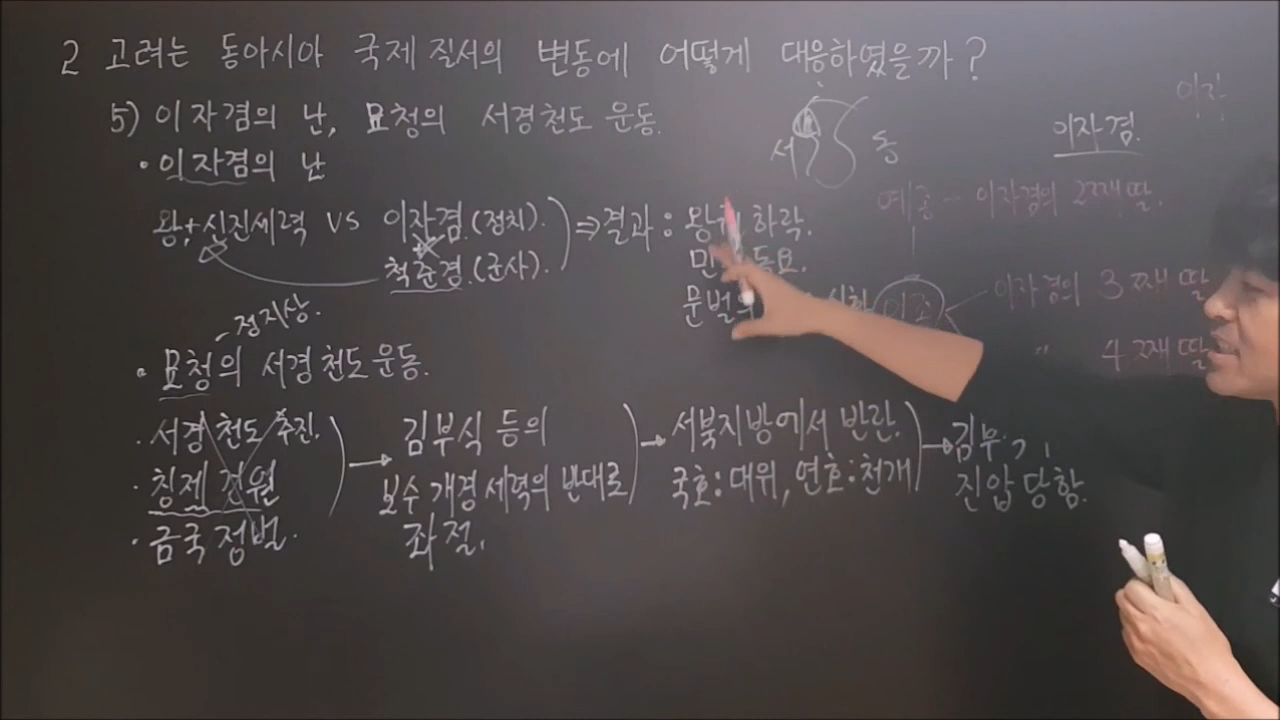 2 고려는 동아시아 국제 질서의 변동에 어떻게 대응하였을까?
5) 이자겸의 난, 묘청의 서경천도 운동.
• 이자겸의 난
왕 + 신진세력 VS 이자겸.(정치).
척준경.(군사).
⇒ 결과: 하락.
문벌의
정지상.
• 묘청의 서경천도운동.
· 서경 천도 추진.
· 칭제 건원
· 금국 정벌.
→ 김부식 등의
보수 개경 세력의 반대로
좌절.
→ 서북지방에서 반란.
국호: 대위, 연호: 천개
→ 김부
진압 당함.
서 동
이자겸.
예종 - 이자겸의 2째딸.
이자겸의 3째딸
" 4째딸